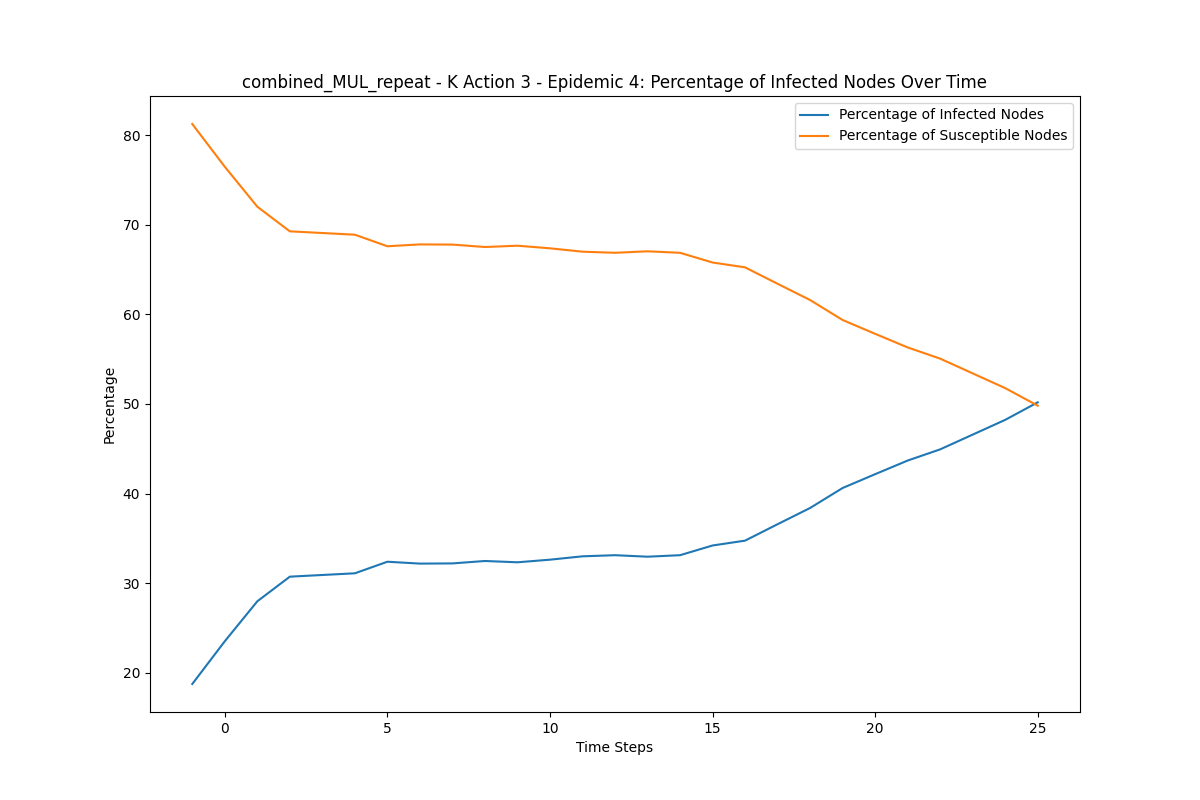 combined_MUL_repeat - K Action 3 - Epidemic 4: Percentage of Infected Nodes Over Time
Percentage of Infected Nodes
Percentage of Susceptible Nodes
80
70
60
50
40
30
20
Percentage
0 5 10 15 20 25
Time Steps